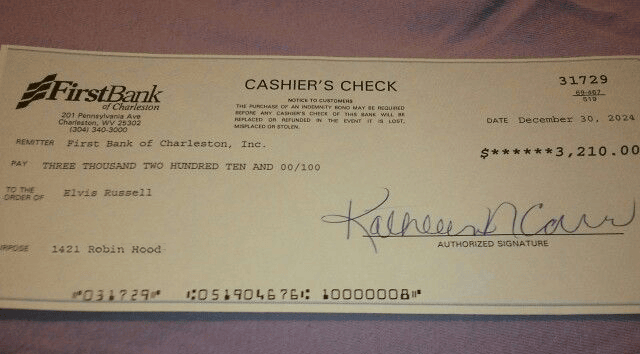 FirstBank
of Charleston
201 Pennsylvania Ave
Charleston, WV 25302
(304) 340-3000
CASHIER'S CHECK
NOTICE TO CUSTOMERS
THE PURCHASE OF AN INDEMNITY BOND MAY BE REQUIRED
BEFORE ANY CASHIER'S CHECK OF THIS BANK WILL BE
REPLACED OR REFUNDED IN THE EVENT IT IS LOST,
MISPLACED OR STOLEN.
31729
69-467
519
DATE December 30, 2024
REMITTER First Bank of Charleston, Inc.
PAY THREE THOUSAND TWO HUNDRED TEN AND 00/100
$******3,210.00
TO THE
ORDER OF Elvis Russell
AUTHORIZED SIGNATURE
RPOSE 1421 Robin Hood
⑈031729⑈ ⑆051904676⑆ 10000008⑈